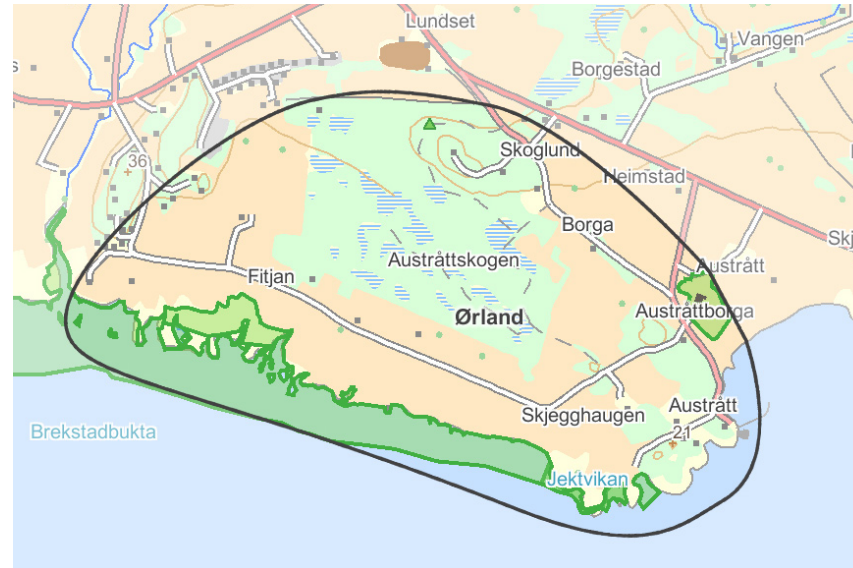 Lundset
Vangen
s
Borgestad
36
Skoglund
Heimstad
Borga
Skj
Fitjan
Austråttskogen
Austrått
Ørland
Austråttborga
Skjegghaugen
Austrått
Brekstadbukta
21
Jektvikan